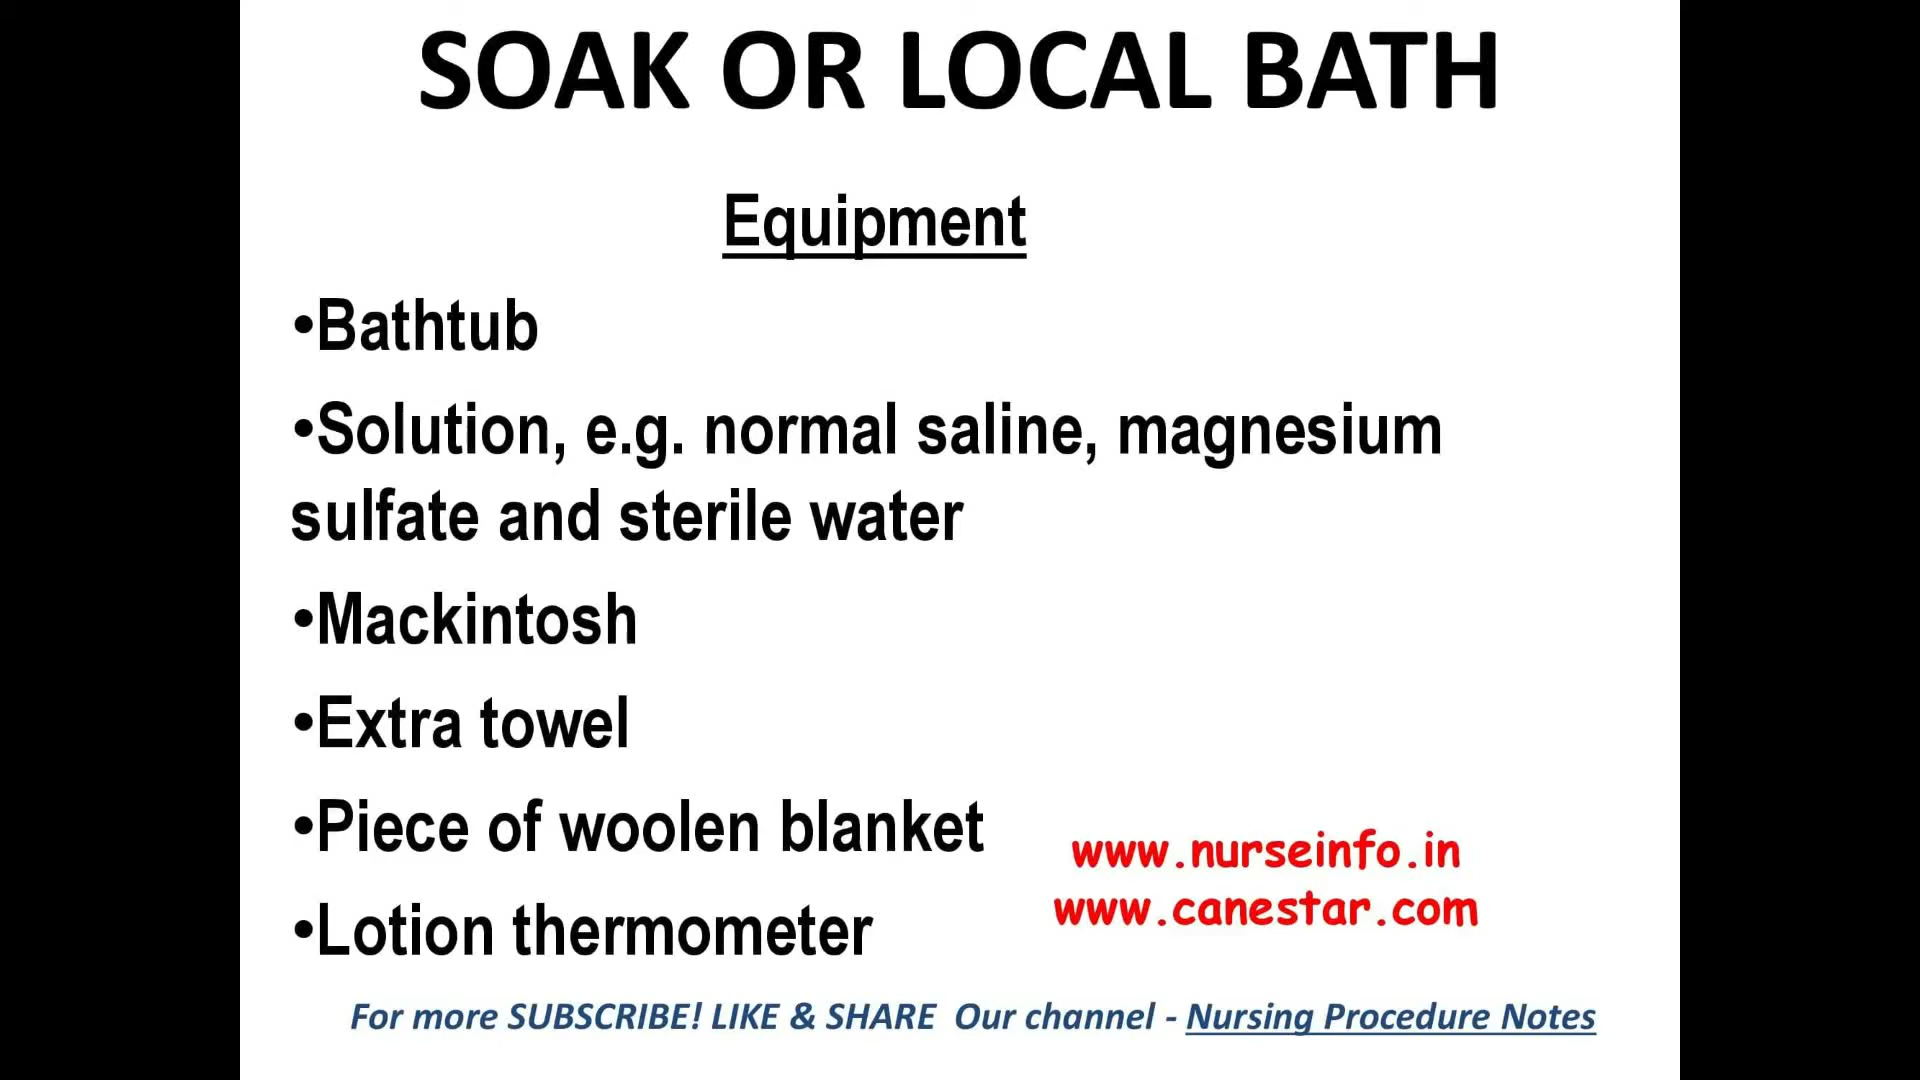 SOAK OR LOCAL BATH
Equipment
•Bathtub
•Solution, e.g. normal saline, magnesium
sulfate and sterile water
•Mackintosh
•Extra towel
•Piece of woolen blanket
www.nurseinfo.in
www.canestar.com
•Lotion thermometer
For more SUBSCRIBE! LIKE & SHARE Our channel - Nursing Procedure Notes